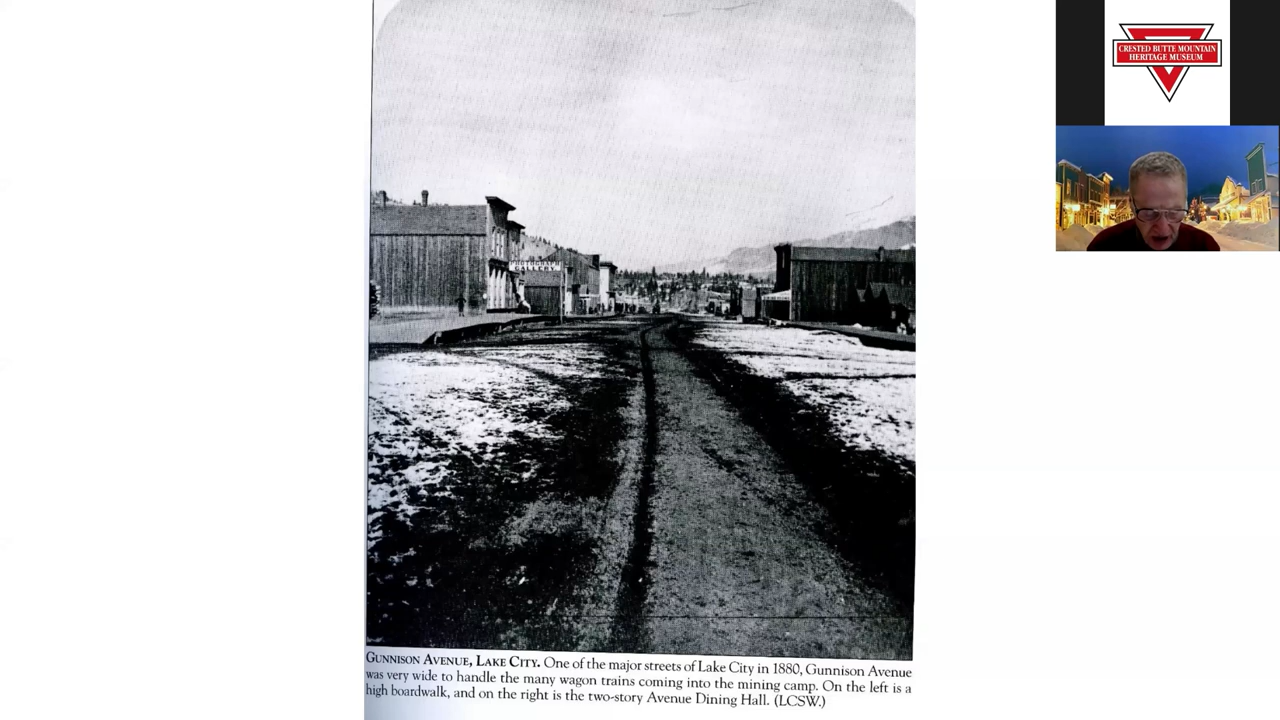 CRESTED BUTTE MOUNTAIN
HERITAGE MUSEUM
PHOTOGRAPH
GALLERY
GUNNISON AVENUE, LAKE CITY. One of the major streets of Lake City in 1880, Gunnison Avenue
was very wide to handle the many wagon trains coming into the mining camp. On the left is a
high boardwalk, and on the right is the two-story Avenue Dining Hall. (LCSW.)